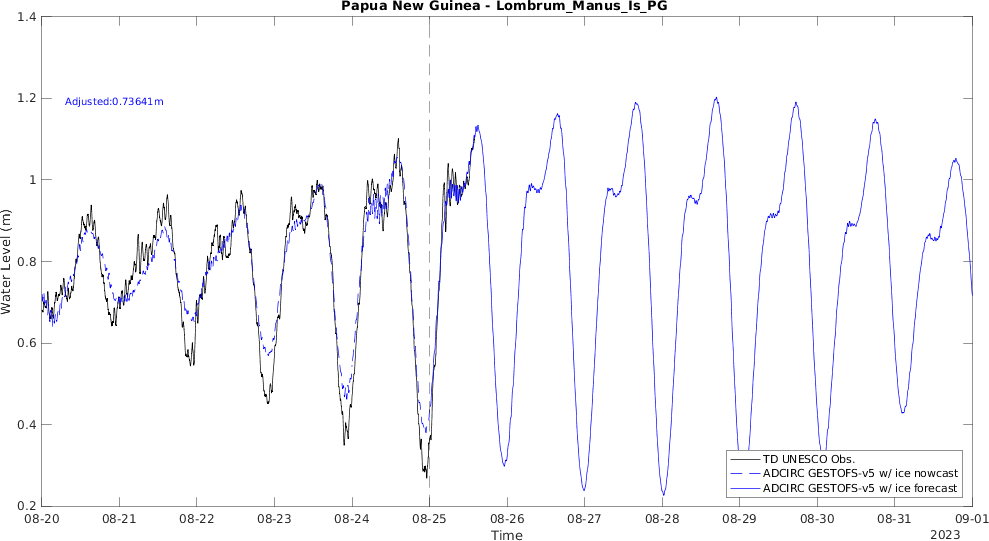 Papua New Guinea - Lombrum_Manus_Is_PG
1.4
1.2
1
0.8
0.6
0.4
0.2
Water Level (m)
Adjusted:0.73641m
TD UNESCO Obs.
ADCIRC GESTOFS-v5 w/ ice nowcast
ADCIRC GESTOFS-v5 w/ ice forecast
08-20 08-21 08-22 08-23 08-24 08-25 08-26 08-27 08-28 08-29 08-30 08-31 09-01
Time
2023